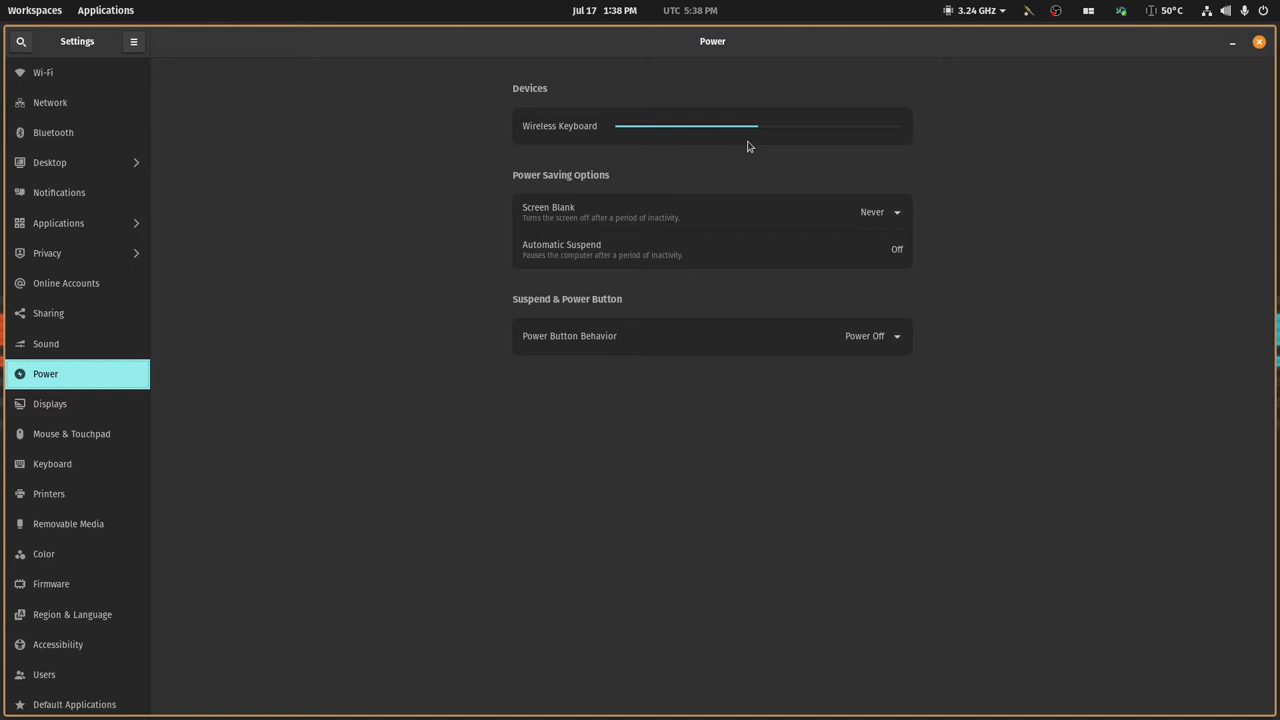 Workspaces Applications Jul 17 1:38 PM UTC 5:38 PM 3.24 GHz 50°C
Settings Power
Wi-Fi
Network
Bluetooth
Desktop
Notifications
Applications
Privacy
Online Accounts
Sharing
Sound
Power
Displays
Mouse & Touchpad
Keyboard
Printers
Removable Media
Color
Firmware
Region & Language
Accessibility
Users
Default Applications
Devices
Wireless Keyboard
Power Saving Options
Screen Blank Never
Turns the screen off after a period of inactivity.
Automatic Suspend Off
Pauses the computer after a period of inactivity.
Suspend & Power Button
Power Button Behavior Power Off